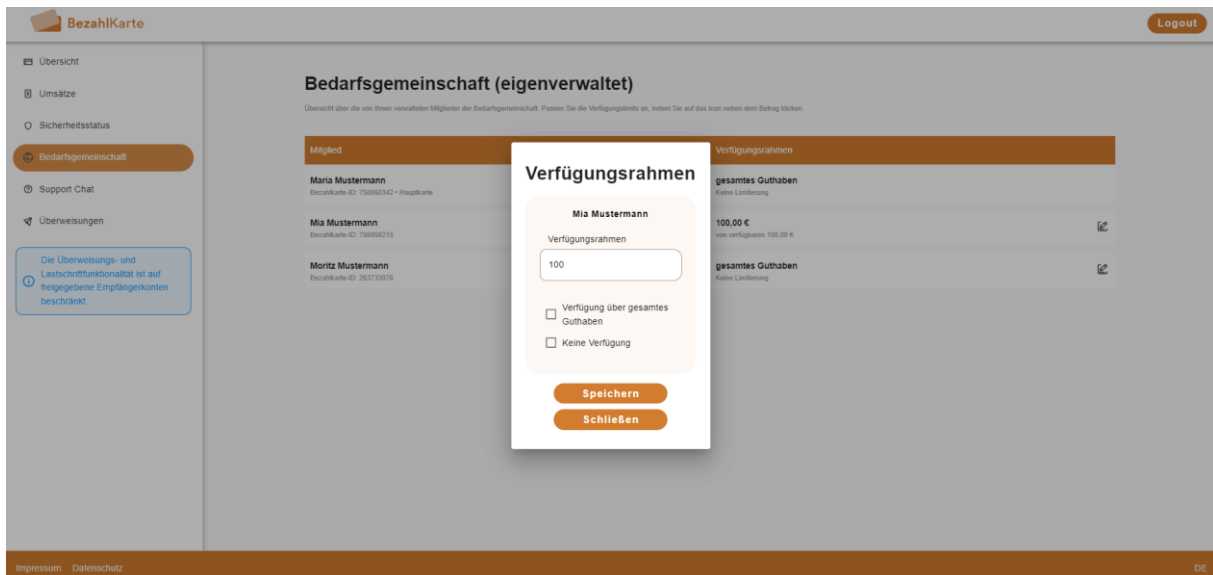 BezahlKarte
Logout
Übersicht
Umsätze
Sicherheitsstatus
Bedarfsgemeinschaft
Support Chat
Überweisungen
Die Überweisungs- und
Lastschriftfunktionalität ist auf
freigegebene Empfängerkonten
beschränkt.
Bedarfsgemeinschaft (eigenverwaltet)
Übersicht über die von Ihnen verwalteten Mitglieder der Bedarfsgemeinschaft. Passen Sie die Verfügungslimits an, indem Sie auf das Icon neben dem Betrag klicken.
Mitglied
Verfügungsrahmen
Maria Mustermann
Bezahlkarte-ID: 758960342 • Hauptkarte
gesamtes Guthaben
Keine Limitierung
Mia Mustermann
Bezahlkarte-ID: 786950215
100,00 €
von verfügbaren 100,00 €
Moritz Mustermann
Bezahlkarte-ID: 263733076
gesamtes Guthaben
Keine Limitierung
Verfügungsrahmen
Mia Mustermann
Verfügungsrahmen
100
Verfügung über gesamtes
Guthaben
Keine Verfügung
Speichern
Schließen
Impressum Datenschutz
DE